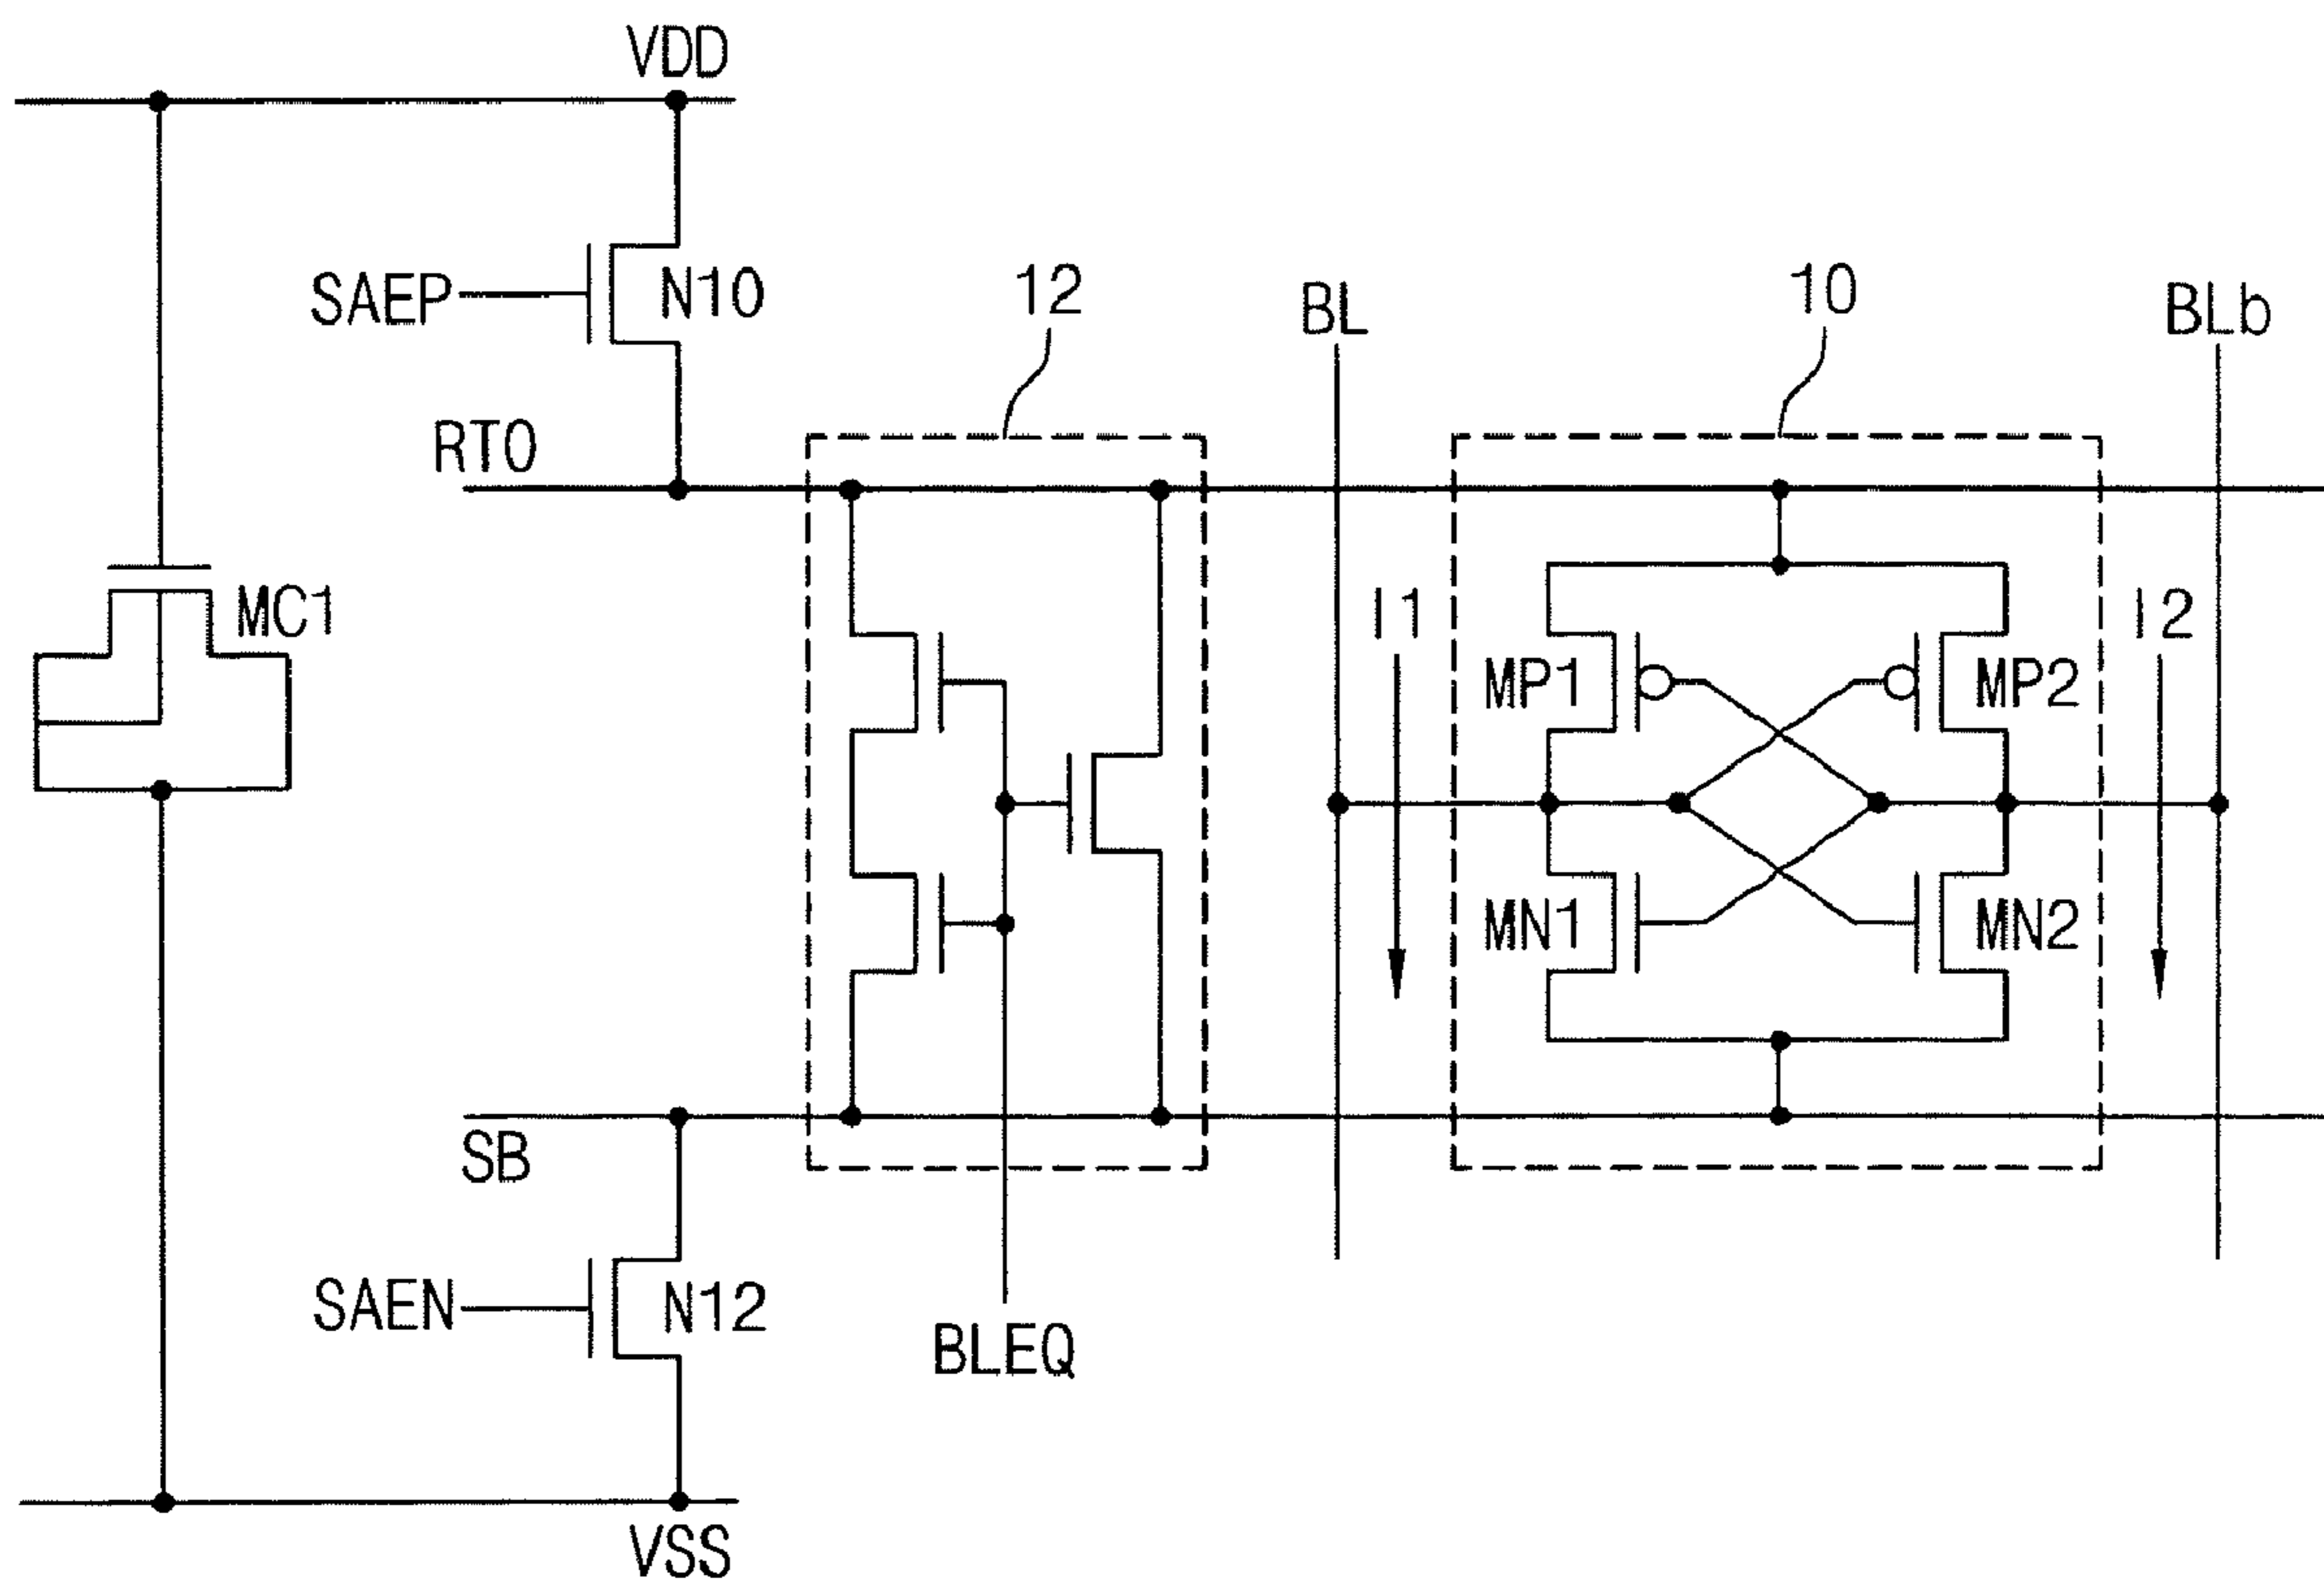 VDD
SAEP
N10
12
BL
10
BLb
RTO
MC1
I1
I2
MP1
MP2
MN1
MN2
SB
SAEN
N12
BLEQ
VSS